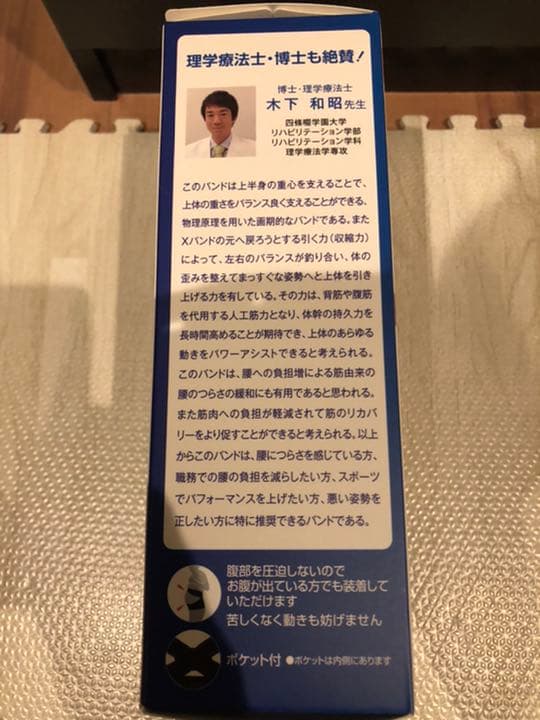 理学療法士・博士も絶賛!
博士・理学療法士
木下 和昭先生
四條畷学園大学
リハビリテーション学部
リハビリテーション学科
理学療法学専攻
このバンドは上半身の重心を支えることで、
上体の重さをバランス良く支えることができる、
物理原理を用いた画期的なバンドである。また
Xバンドの元へ戻ろうとする引く力(収縮力)
によって、左右のバランスが釣り合い、体の
歪みを整えてまっすぐな姿勢へと上体を引き
上げる力を有している。その力は、背筋や腹筋
を代用する人工筋力となり、体幹の持久力を
長時間高めることが期待でき、上体のあらゆる
動きをパワーアシストできると考えられる。
このバンドは、腰への負担増による筋由来の
腰のつらさの緩和にも有用であると思われる。
また筋肉への負担が軽減されて筋のリカバ
リーをより促すことができると考えられる。以上
からこのバンドは、腰につらさを感じている方、
職務での腰の負担を減らしたい方、スポーツ
でパフォーマンスを上げたい方、悪い姿勢を
正したい方に特に推奨できるバンドである。
腹部を圧迫しないので
お腹が出ている方でも装着して
いただけます
苦しくなく動きも妨げません
ポケット付 ●ポケットは内側にあります